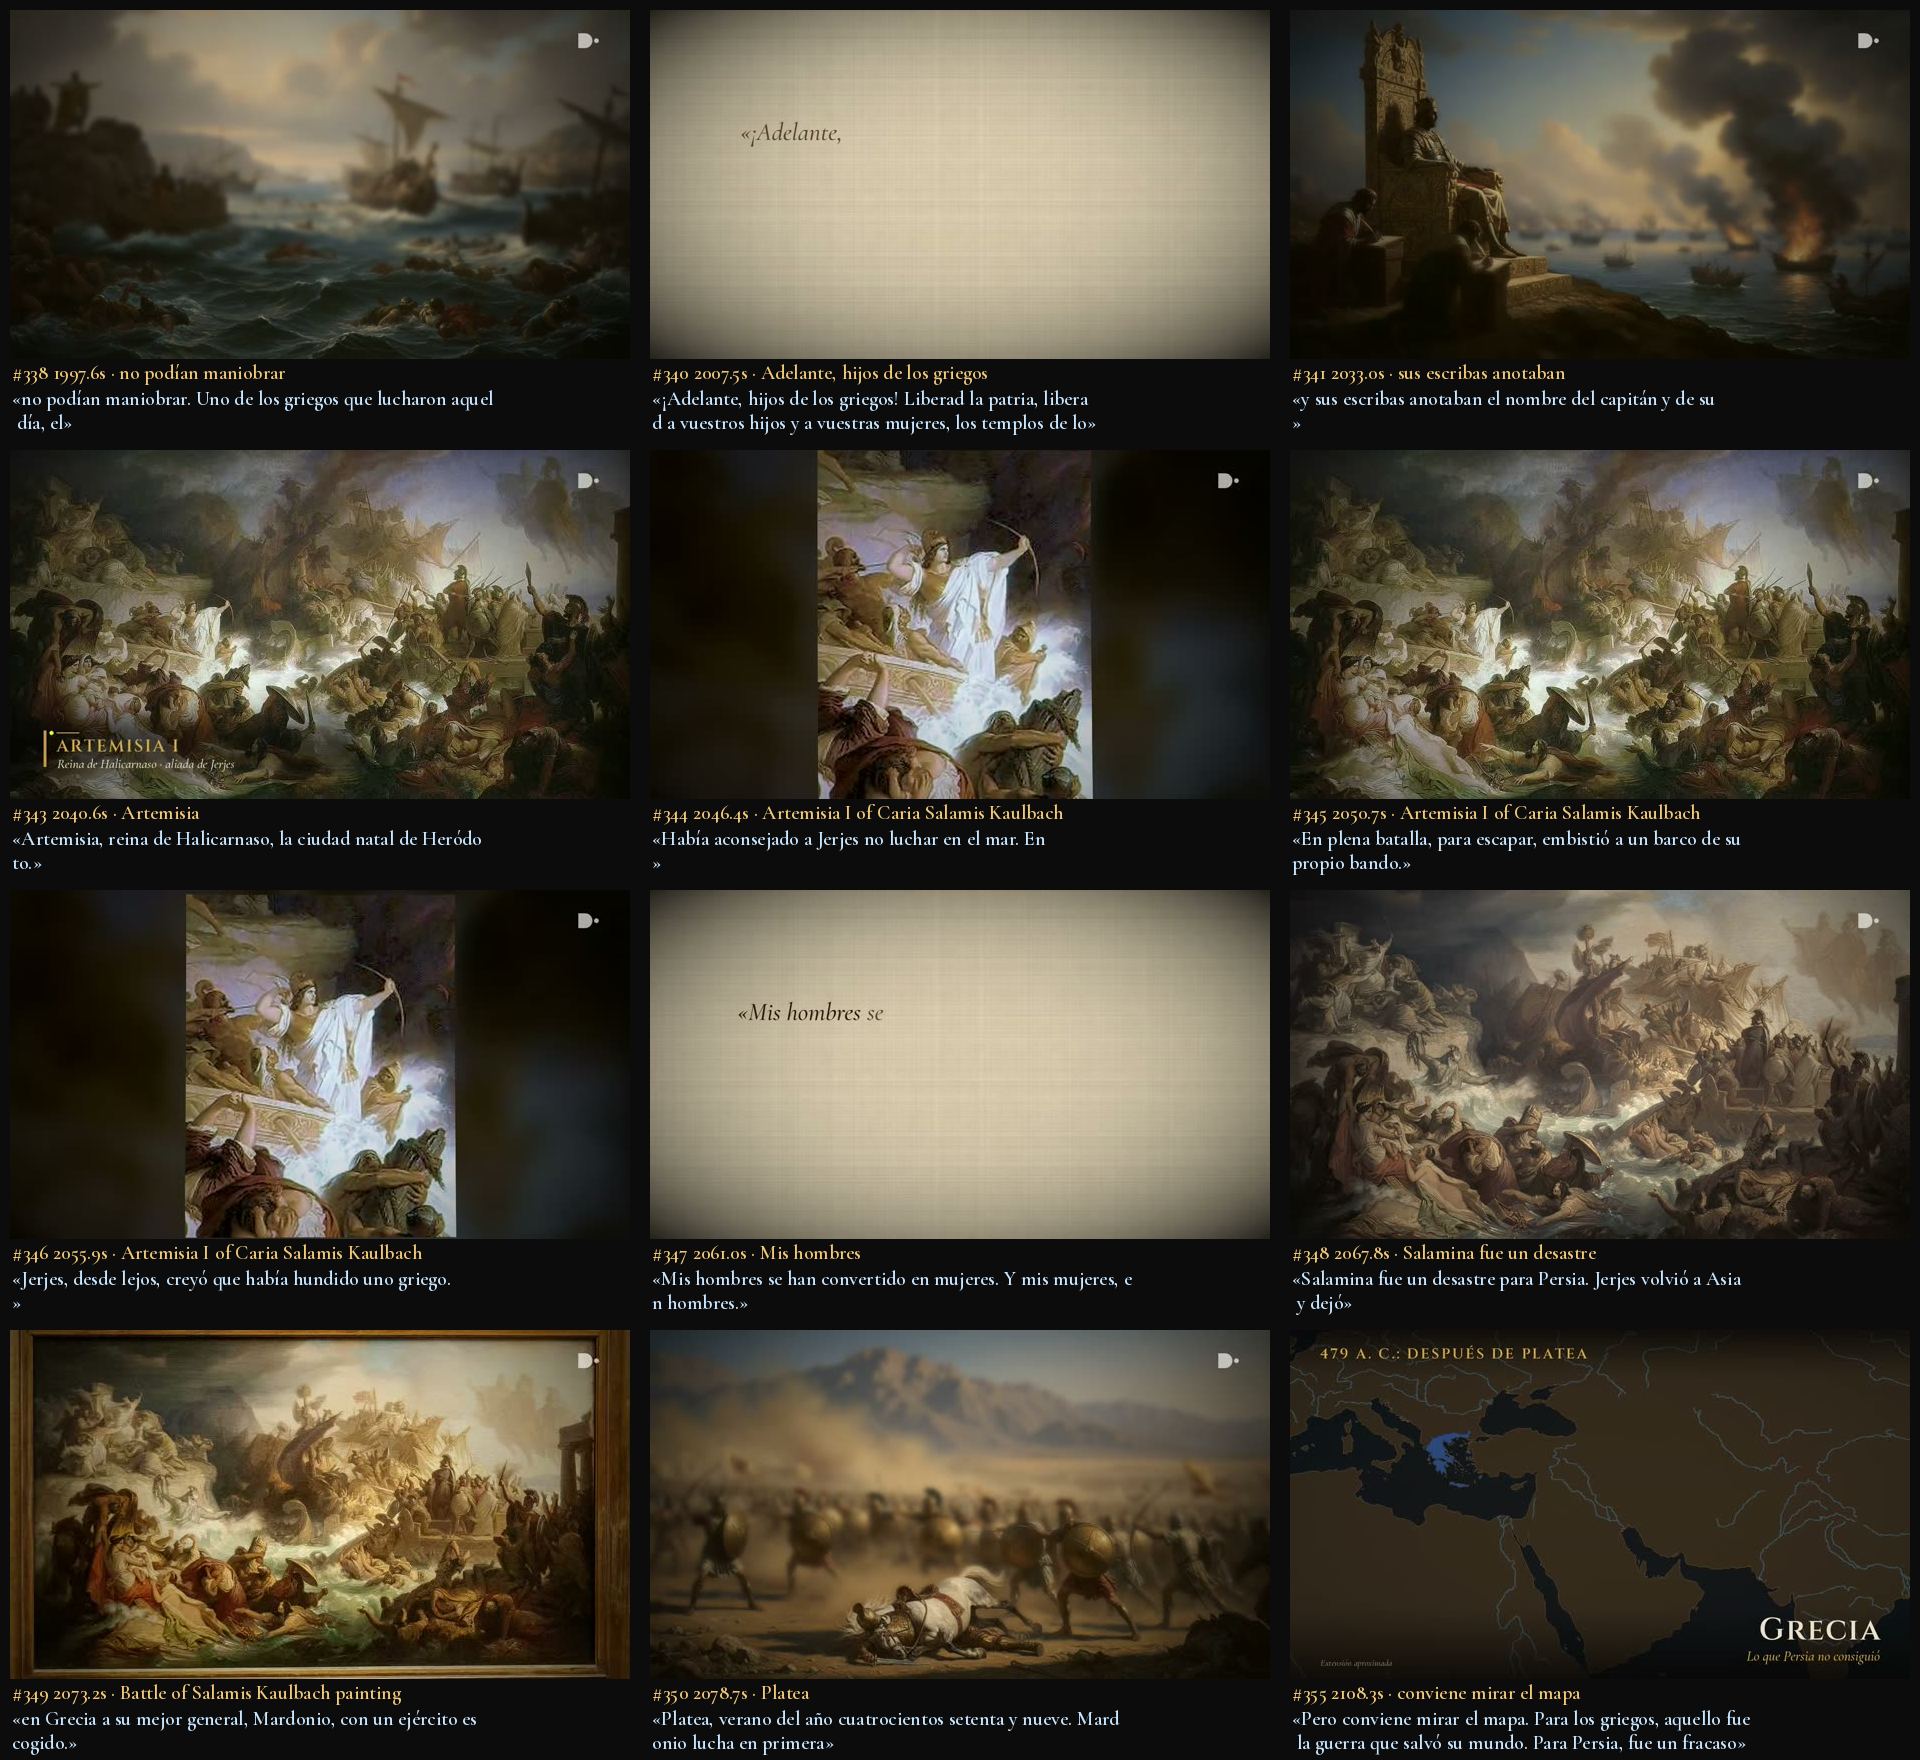 «¡Adelante,
#338 1997.6s · no podían maniobrar
«no podían maniobrar. Uno de los griegos que lucharon aquel
día, el»
#340 2007.5s · Adelante, hijos de los griegos
«¡Adelante, hijos de los griegos! Liberad la patria, libera
d a vuestros hijos y a vuestras mujeres, los templos de lo»
#341 2033.0s · sus escribas anotaban
«y sus escribas anotaban el nombre del capitán y de su
»
ARTEMISIA I
Reina de Halicarnaso · aliada de Jerjes
#343 2040.6s · Artemisia
«Artemisia, reina de Halicarnaso, la ciudad natal de Heródo
to.»
#344 2046.4s · Artemisia I of Caria Salamis Kaulbach
«Había aconsejado a Jerjes no luchar en el mar. En
»
#345 2050.7s · Artemisia I of Caria Salamis Kaulbach
«En plena batalla, para escapar, embistió a un barco de su
propio bando.»
#346 2055.9s · Artemisia I of Caria Salamis Kaulbach
«Jerjes, desde lejos, creyó que había hundido uno griego.
»
«Mis hombres se
#347 2061.0s · Mis hombres
«Mis hombres se han convertido en mujeres. Y mis mujeres, e
n hombres.»
#348 2067.8s · Salamina fue un desastre
«Salamina fue un desastre para Persia. Jerjes volvió a Asia
y dejó»
#349 2073.2s · Battle of Salamis Kaulbach painting
«en Grecia a su mejor general, Mardonio, con un ejército es
cogido.»
#350 2078.7s · Platea
«Platea, verano del año cuatrocientos setenta y nueve. Mard
onio lucha en primera»
479 A. C.: DESPUÉS DE PLATEA
GRECIA
Lo que Persia no consiguió
Extensión aproximada
#355 2108.3s · conviene mirar el mapa
«Pero conviene mirar el mapa. Para los griegos, aquello fue
la guerra que salvó su mundo. Para Persia, fue un fracaso»